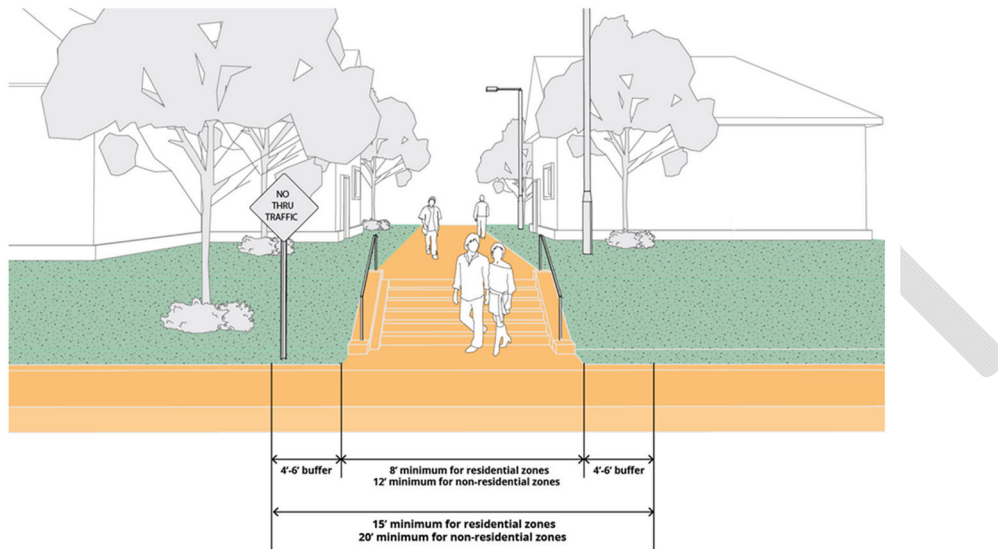 NO
THRU
TRAFFIC
4'-6' buffer
8' minimum for residential zones
12' minimum for non-residential zones
4'-6' buffer
15' minimum for residential zones
20' minimum for non-residential zones